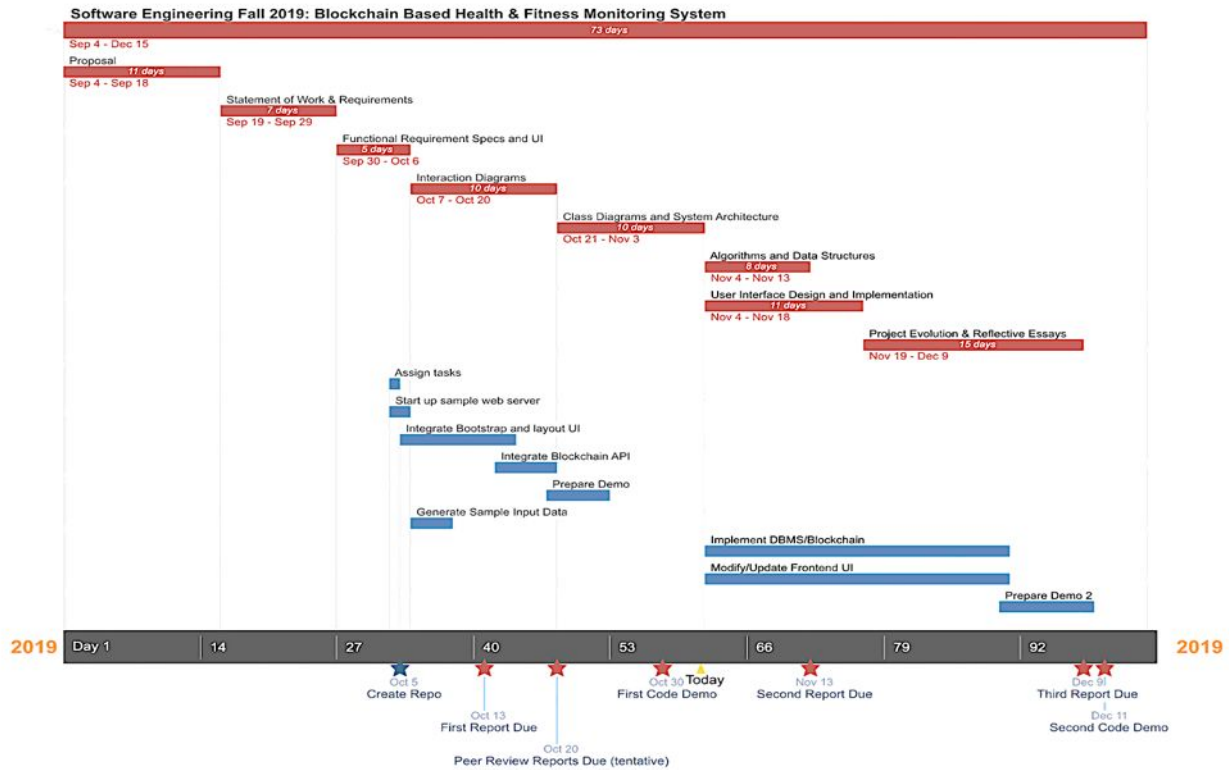 Software Engineering Fall 2019: Blockchain Based Health & Fitness Monitoring System
73 days
Sep 4 - Dec 15
Proposal
11 days
Sep 4 - Sep 18
Statement of Work & Requirements
7 days
Sep 19 - Sep 29
Functional Requirement Specs and UI
5 days
Sep 30 - Oct 6
Interaction Diagrams
10 days
Oct 7 - Oct 20
Class Diagrams and System Architecture
10 days
Oct 21 - Nov 3
Algorithms and Data Structures
8 days
Nov 4 - Nov 13
User Interface Design and Implementation
11 days
Nov 4 - Nov 18
Project Evolution & Reflective Essays
15 days
Nov 19 - Dec 9
Assign tasks
Start up sample web server
Integrate Bootstrap and layout UI
Integrate Blockchain API
Prepare Demo
Generate Sample Input Data
Implement DBMS/Blockchain
Modify/Update Frontend UI
Prepare Demo 2
2019 Day 1 14 27 40 53 66 79 92 2019
Oct 5
Create Repo
Oct 13
First Report Due
Oct 20
Peer Review Reports Due (tentative)
Oct 30
First Code Demo
Today
Nov 13
Second Report Due
Dec 9
Third Report Due
Dec 11
Second Code Demo